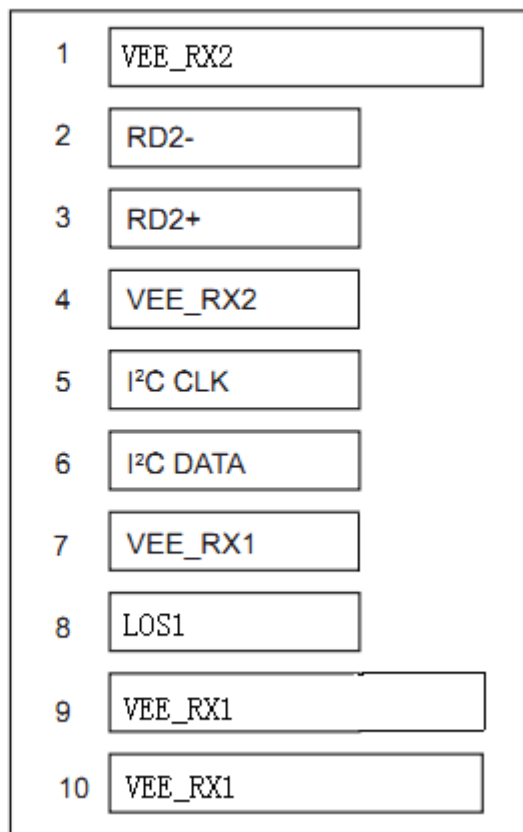 1 VEE_RX2
2 RD2-
3 RD2+
4 VEE_RX2
5 I²C CLK
6 I²C DATA
7 VEE_RX1
8 LOS1
9 VEE_RX1
10 VEE_RX1